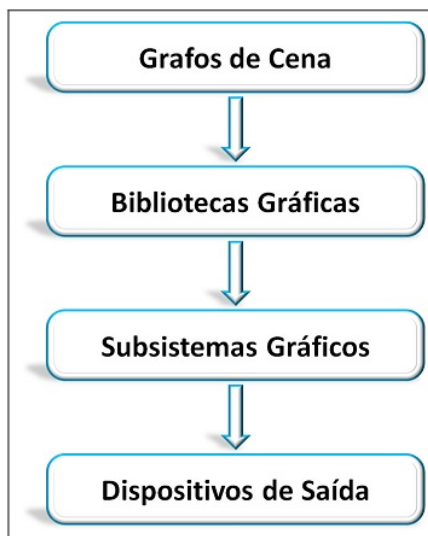 Grafos de Cena
Bibliotecas Gráficas
Subsistemas Gráficos
Dispositivos de Saída